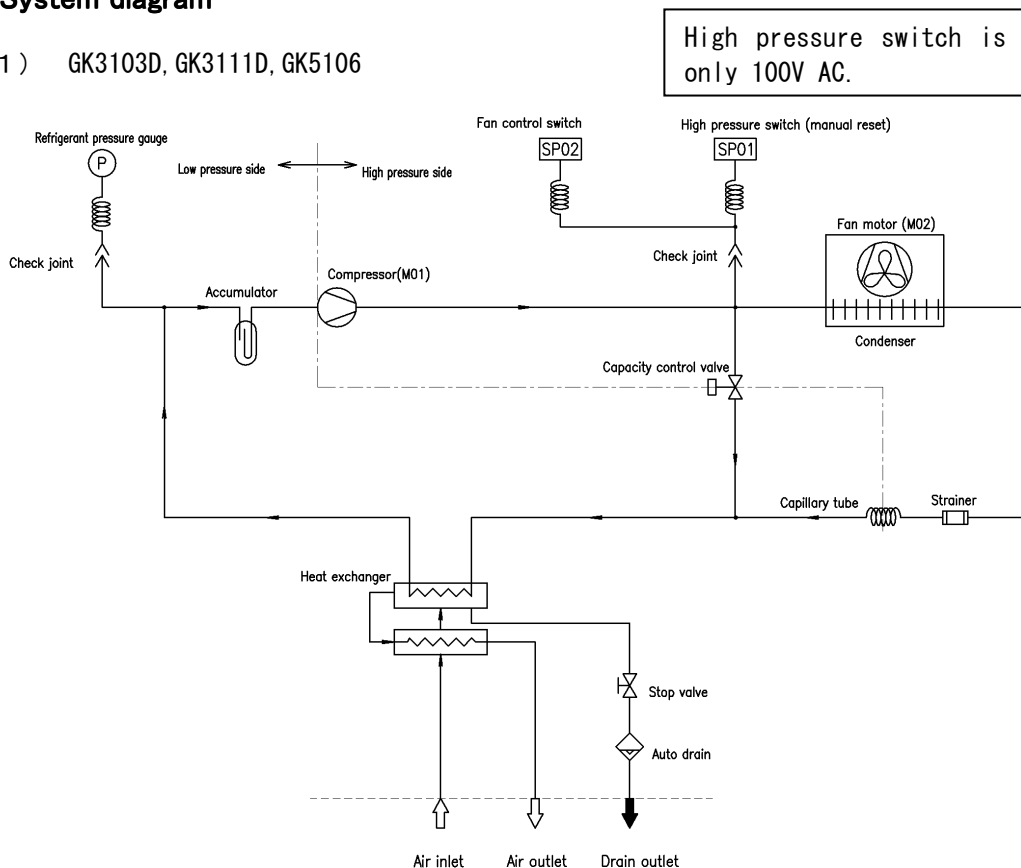 System diagram
1） GK3103D, GK3111D, GK5106
High pressure switch is
only 100V AC.
Refrigerant pressure gauge
P
Low pressure side
High pressure side
Fan control switch
SP02
High pressure switch (manual reset)
SP01
Fan motor (M02)
Check joint
Check joint
Accumulator
Compressor(M01)
Condenser
Capacity control valve
Capillary tube
Strainer
Heat exchanger
Stop valve
Auto drain
Air inlet
Air outlet
Drain outlet